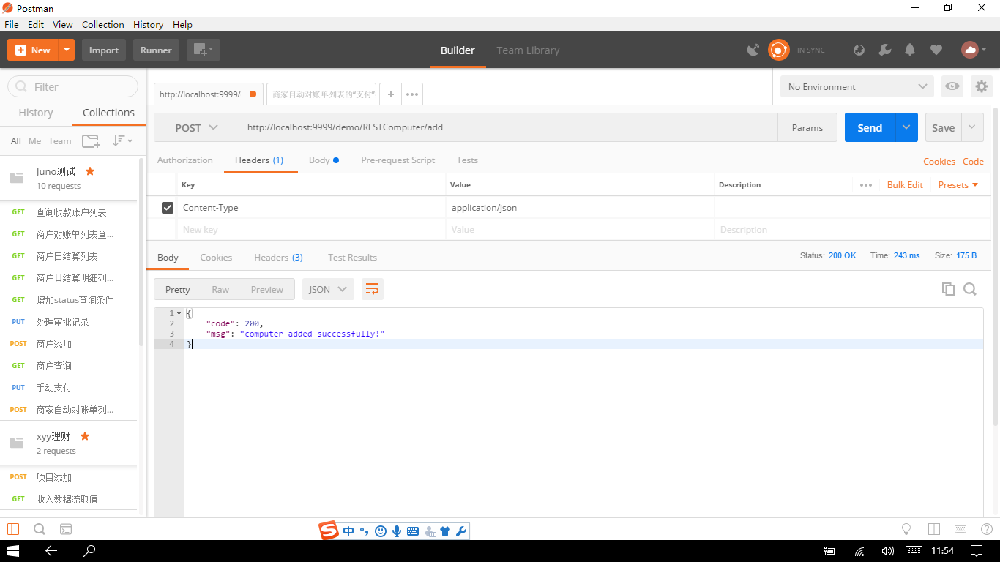 Postman
File Edit View Collection History Help
New Import Runner Builder Team Library IN SYNC
Filter
History Collections
All Me Team
Juno测试
10 requests
GET 查询收款账户列表
GET 商户对账单列表查...
GET 商户日结算列表
GET 商户日结算明细列...
GET 增加status查询条件
PUT 处理审批记录
POST 商户添加
GET 商户查询
PUT 手动支付
POST 商家自动对账单列...
xyy理财
2 requests
POST 项目添加
GET 收入数据流取值
http://localhost:9999/ 商家自动对账单列表的“支付” + ••• No Environment
POST http://localhost:9999/demo/RESTComputer/add Params Send Save
Authorization Headers (1) Body Pre-request Script Tests Cookies Code
Key Value Description ••• Bulk Edit Presets
Content-Type application/json
New key Value Description
Body Cookies Headers (3) Test Results Status: 200 OK Time: 243 ms Size: 175 B
Pretty Raw Preview JSON
1 {
2 "code": 200,
3 "msg": "computer added successfully!"
4 }
S 中
11:54